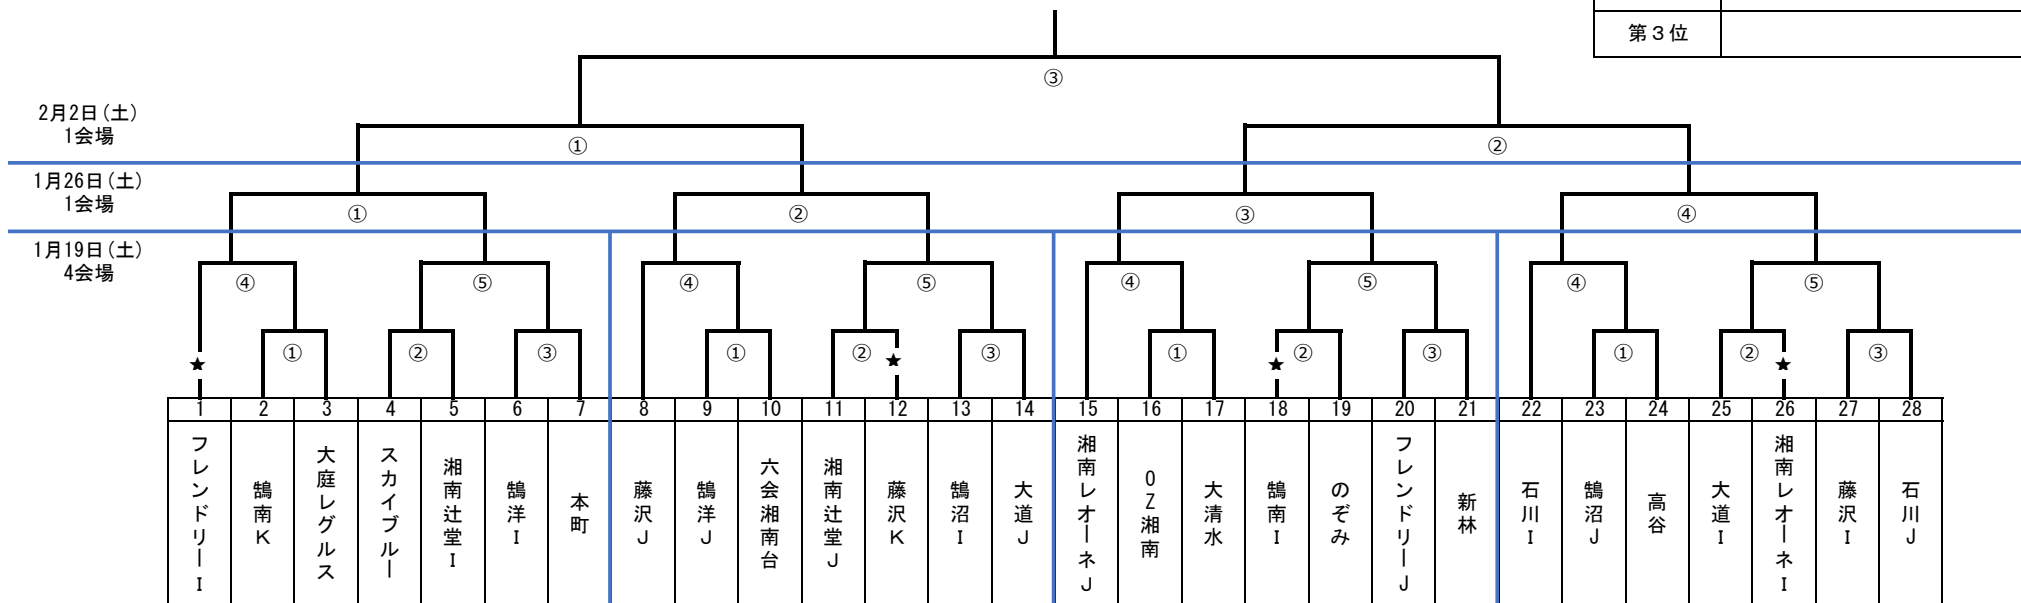 第3位
③
2月2日(土)
1会場
①
②
1月26日(土)
1会場
①
②
③
④
1月19日(土)
4会場
④
⑤
④
⑤
④
⑤
④
⑤
★
①
②
③
①
②
★
③
①
★
②
③
①
②
★
③
1 2 3 4 5 6 7 8 9 10 11 12 13 14 15 16 17 18 19 20 21 22 23 24 25 26 27 28
フレンドリーI
鵠南K
大庭レグルス
スカイブルー
湘南辻堂I
鵠洋I
本町
藤沢J
鵠洋J
六会湘南台
湘南辻堂J
藤沢K
鵠沼I
大道J
湘南レオーネJ
OZ湘南
大清水
鵠南I
のぞみ
フレンドリーJ
新林
石川I
鵠沼J
高谷
大道I
湘南レオーネI
藤沢I
石川J